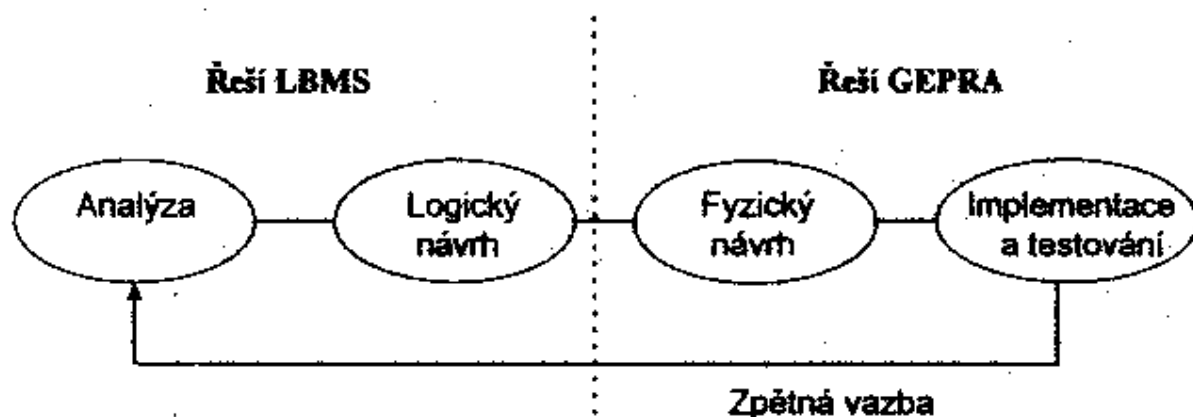 Řeší LBMS
Řeší GEPRA
Analýza
Logický
návrh
Fyzický
návrh
Implementace
a testování
Zpětná vazba